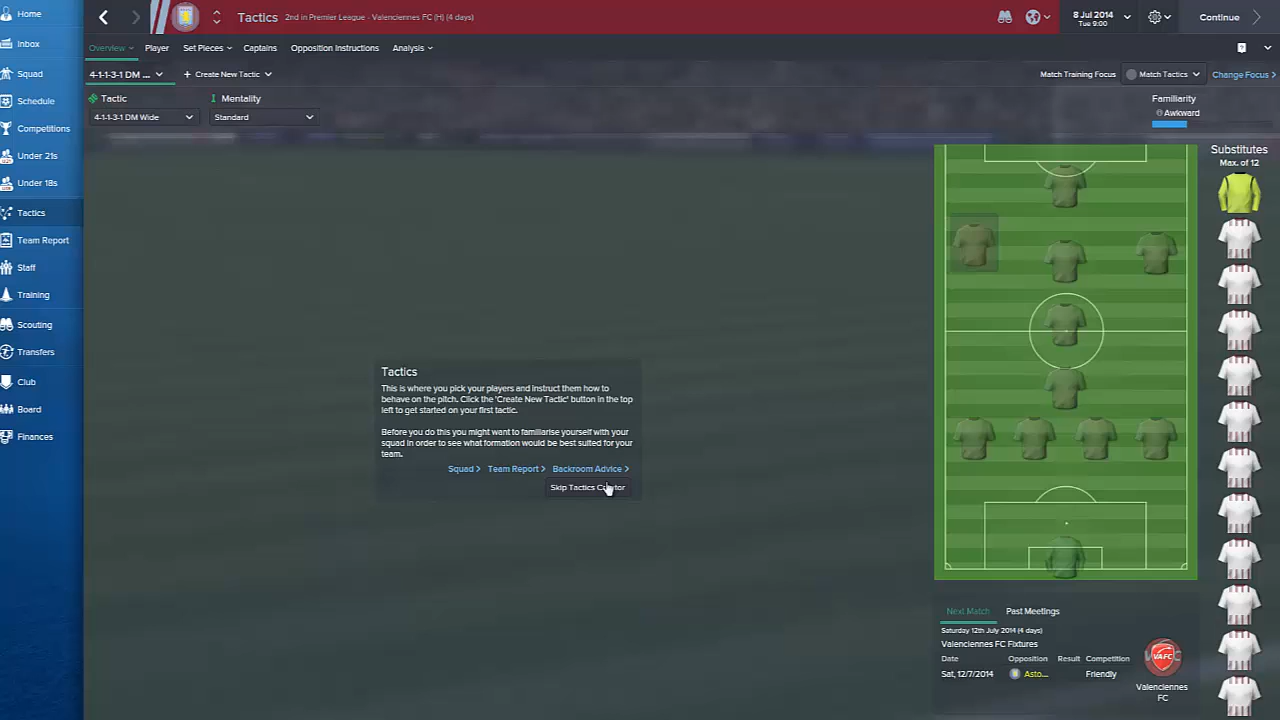 Home
Tactics
2nd in Premier League - Valenciennes FC (H) (4 days)
8 Jul 2014
Tue 9:00
Continue
Inbox
Squad
Schedule
Competitions
Under 21s
Under 18s
Tactics
Team Report
Staff
Training
Scouting
Transfers
Club
Board
Finances
Overview
Player
Set Pieces
Captains
Opposition Instructions
Analysis
4-1-1-3-1 DM ...
+ Create New Tactic
Match Training Focus
Match Tactics
Change Focus >
Tactic
Mentality
4-1-1-3-1 DM Wide
Standard
Familiarity
Awkward
Substitutes
Max. of 12
Tactics
This is where you pick your players and instruct them how to
behave on the pitch. Click the 'Create New Tactic' button in the top
left to get started on your first tactic.
Before you do this you might want to familiarise yourself with your
squad in order to see what formation would be best suited for your
team.
Squad > Team Report > Backroom Advice >
Skip Tactics
Next Match
Past Meetings
Saturday 12th July 2014 (4 days)
Valenciennes FC Fixtures
Date Opposition Result Competition
Sat, 12/7/2014 Asto... Friendly
VAFC
Valenciennes
FC